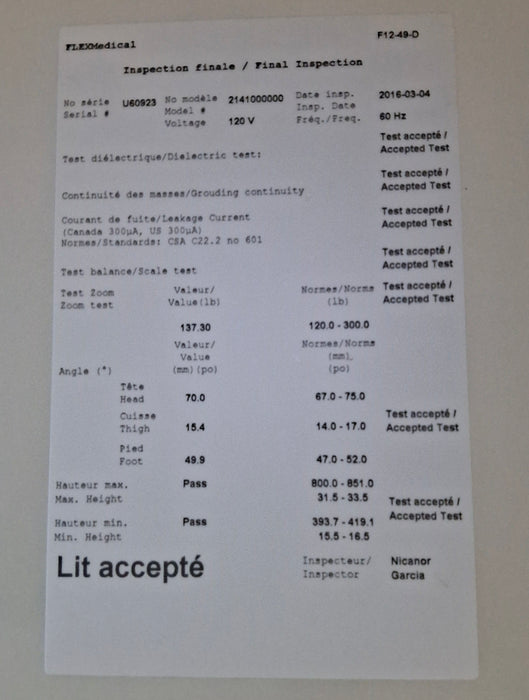 FLEXMedical F12-49-D
Inspection finale / Final Inspection
No série U60923 No modèle 2141000000 Date insp. 2016-03-04
Serial # Model # Insp. Date
Voltage 120 V Fréq./Freq. 60 Hz
Test accepté /
Test diélectrique/Dielectric test: Accepted Test
Test accepté /
Continuité des masses/Grouding continuity Accepted Test
Courant de fuite/Leakage Current Test accepté /
(Canada 300µA, US 300µA) Accepted Test
Normes/Standards: CSA C22.2 no 601
Test accepté /
Test balance/Scale test Accepted Test
Test Zoom Valeur/ Normes/Norms Test accepté /
Zoom test Value(lb) (lb) Accepted Test
137.30 120.0 - 300.0
Valeur/ Normes/Norms
Value (mm).
Angle (°) (mm) (po) (po)
Tête
Head 70.0 67.0 - 75.0
Cuisse Test accepté /
Thigh 15.4 14.0 - 17.0 Accepted Test
Pied
Foot 49.9 47.0 - 52.0
Hauteur max. Pass 800.0 - 851.0
Max. Height 31.5 - 33.5 Test accepté /
Hauteur min. Pass 393.7 - 419.1 Accepted Test
Min. Height 15.5 - 16.5
Lit accepté Inspecteur/ Nicanor
Inspector Garcia